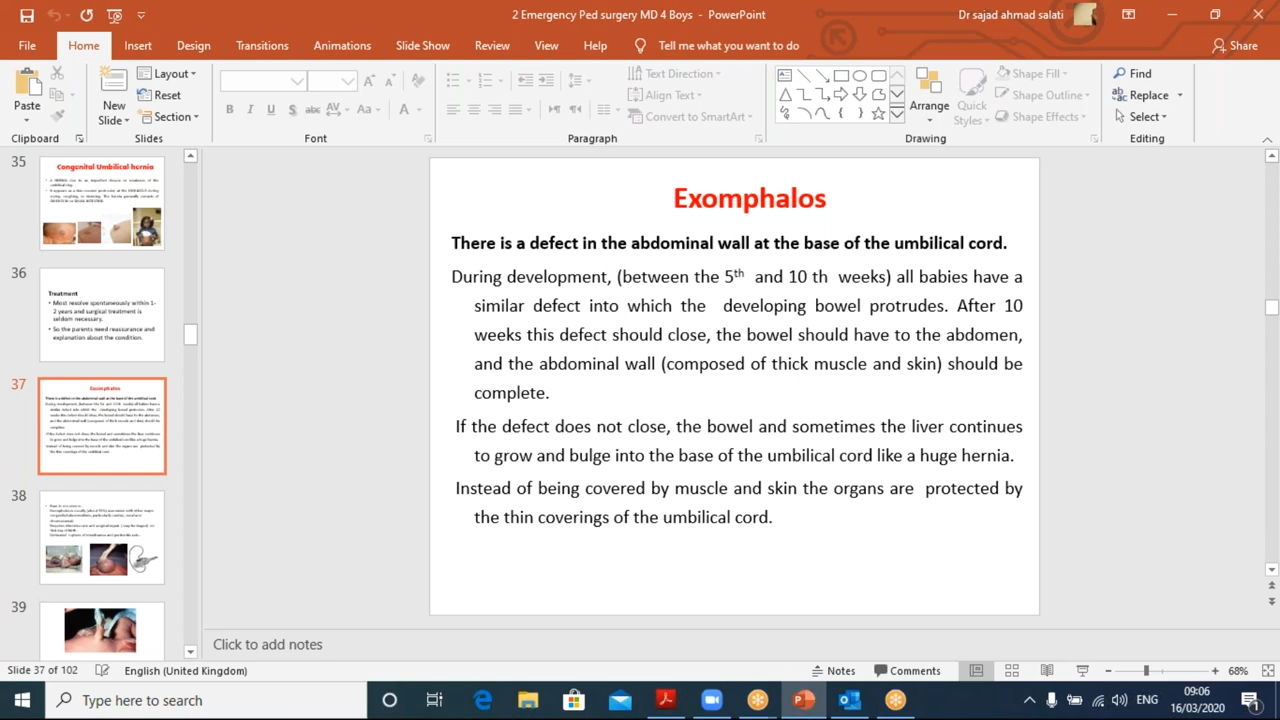 2 Emergency Ped surgery MD 4 Boys - PowerPoint
Dr sajad ahmad salati
File Home Insert Design Transitions Animations Slide Show Review View Help Tell me what you want to do Share
Paste
Clipboard
New Slide
Layout
Reset
Section
Slides
B I U S abc AV Aa A
Font
Text Direction
Align Text
Convert to SmartArt
Paragraph
Arrange
Quick Styles
Shape Fill
Shape Outline
Shape Effects
Drawing
Find
Replace
Select
Editing
35
Congenital Umbilical hernia
36
Treatment
• Most resolve spontaneously within 1-
2 years and surgical treatment is
seldom necessary.
• So the parents need reassurance and
explanation about the condition.
37
Exomphalos
38
39
Exomphalos
There is a defect in the abdominal wall at the base of the umbilical cord.
During development, (between the 5th and 10 th weeks) all babies have a
similar defect into which the developing bowel protrudes. After 10
weeks this defect should close, the bowel should have to the abdomen,
and the abdominal wall (composed of thick muscle and skin) should be
complete.
If the defect does not close, the bowel and sometimes the liver continues
to grow and bulge into the base of the umbilical cord like a huge hernia.
Instead of being covered by muscle and skin the organs are protected by
the thin coverings of the umbilical cord.
Click to add notes
Slide 37 of 102 English (United Kingdom) Notes Comments 68%
Type here to search
ENG
09:06
16/03/2020